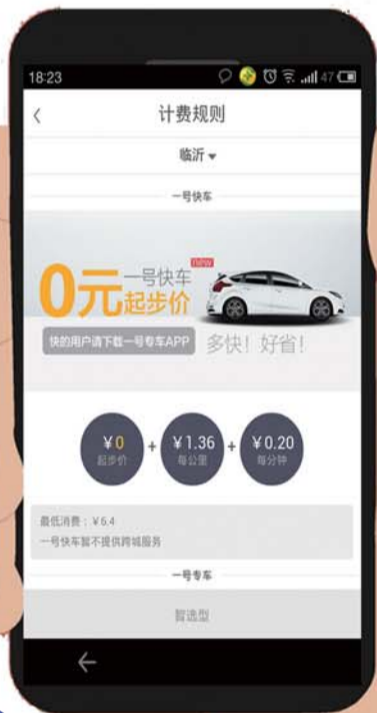 18:23
47
计费规则
临沂
一号快车
new
0元 一号快车
起步价
快的用户请下载一号专车APP
多快！好省！
¥0
起步价
+
¥1.36
每公里
+
¥0.20
每分钟
最低消费：¥6.4
一号快车暂不提供跨城服务
一号专车
智选型